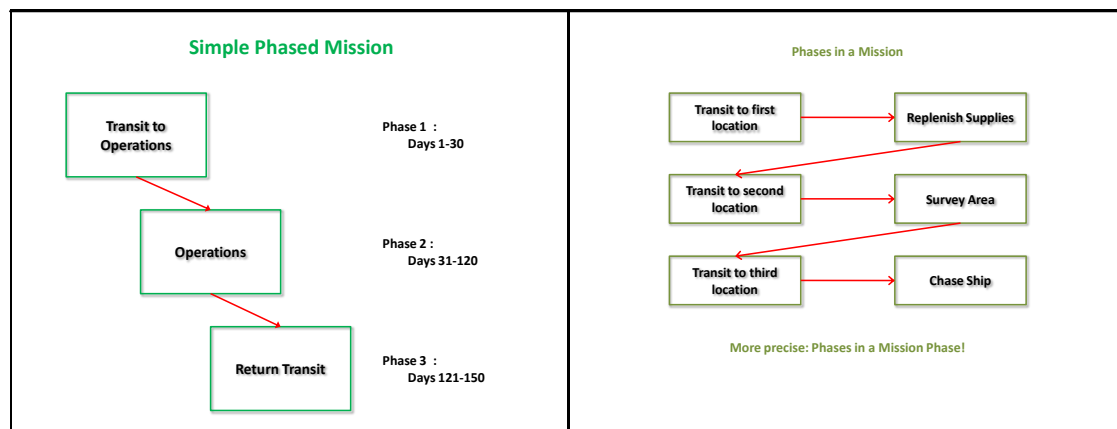 Simple Phased Mission
Transit to
Operations
Phase 1 :
Days 1-30
Operations
Phase 2 :
Days 31-120
Return Transit
Phase 3 :
Days 121-150
Phases in a Mission
Transit to first
location
Replenish Supplies
Transit to second
location
Survey Area
Transit to third
location
Chase Ship
More precise: Phases in a Mission Phase!